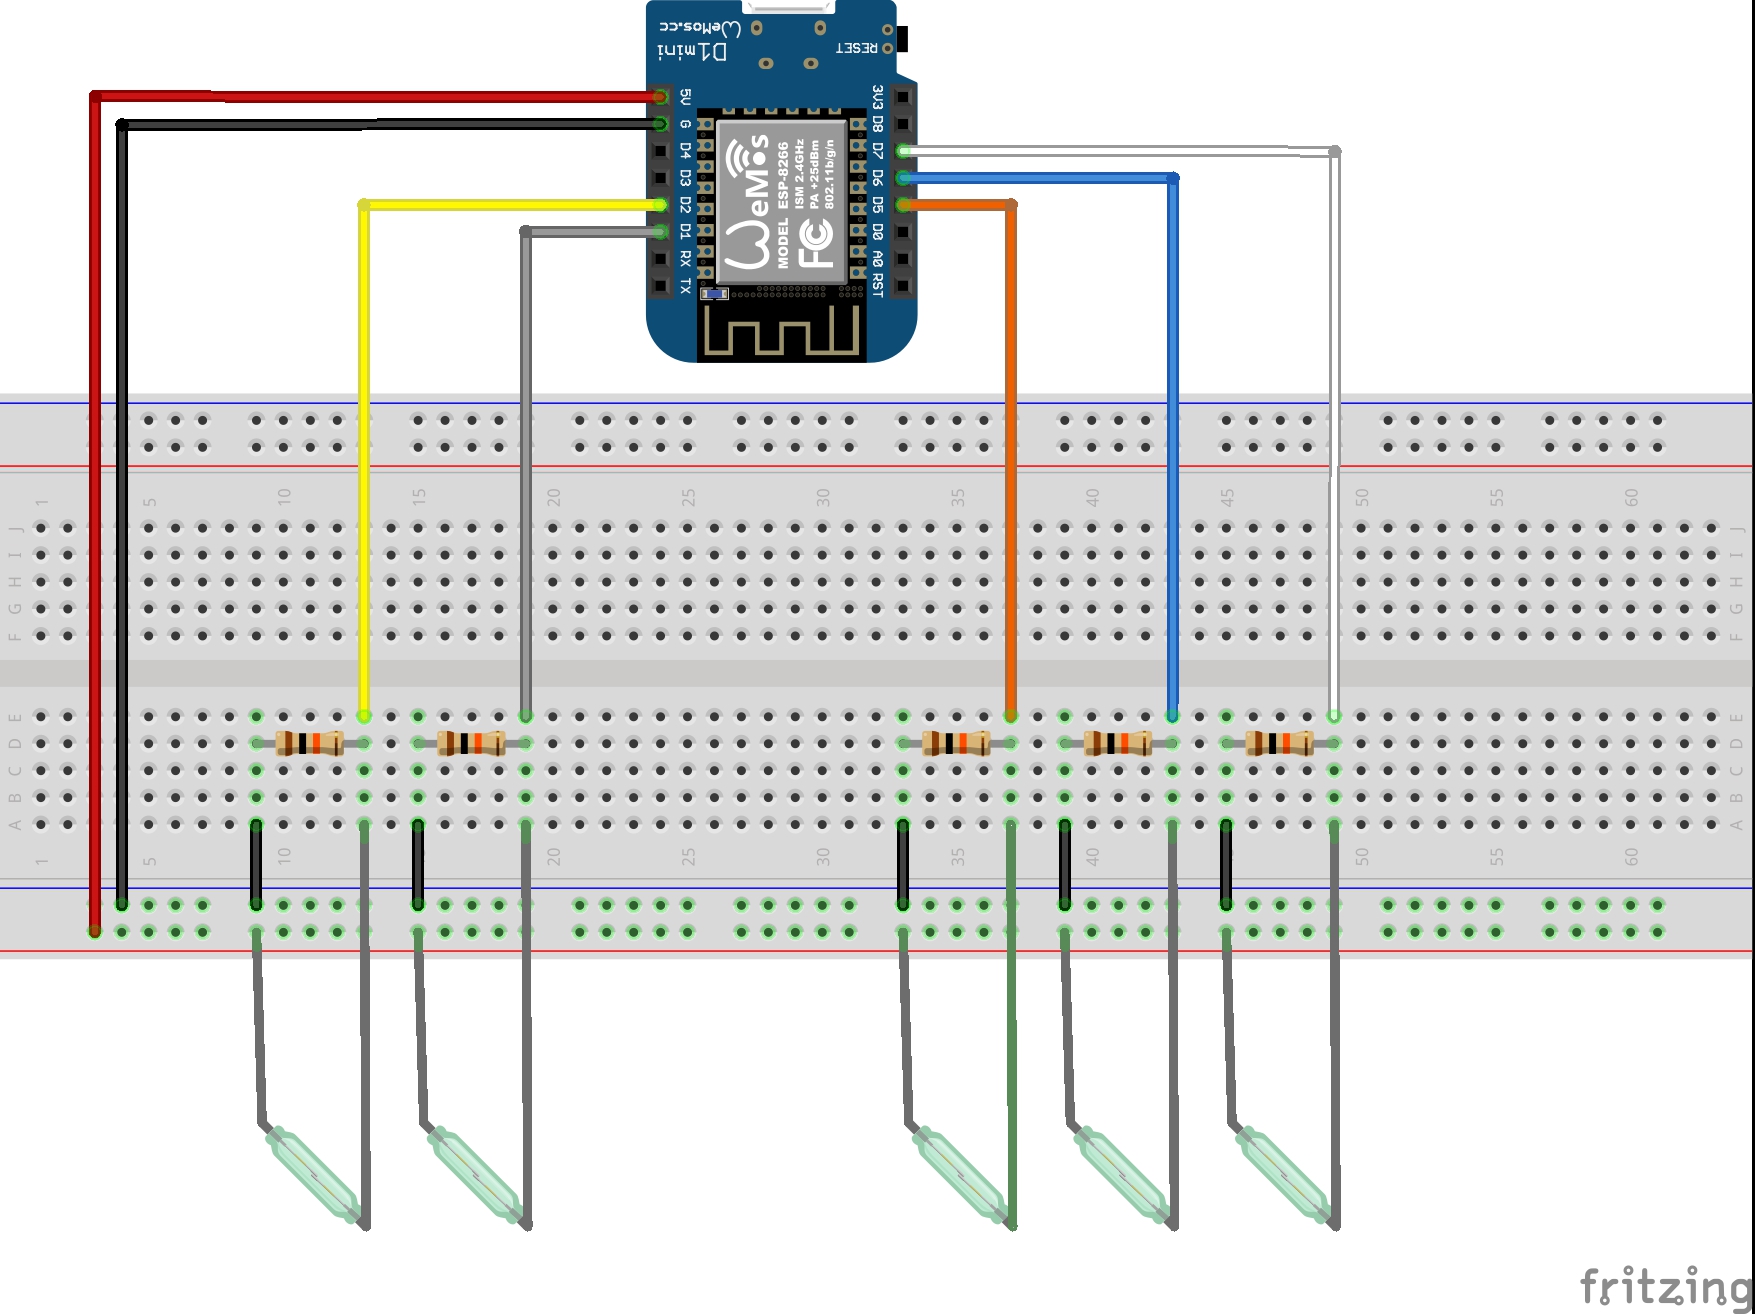 WeMos.cc
D1mini
RESET
5V
G
D4
D3
D2
D1
RX
TX
3V3
D8
D7
D6
D5
D0
A0
RST
WeMos
MODEL ESP-8266
ISM 2.4GHz
PA +25dBm
802.11b/g/n
FC
1 5 10 15 20 25 30 35 40 45 50 55 60
J J
I I
H H
G G
F F
E E
D D
C C
B B
A A
1 5 10 15 20 25 30 35 40 45 50 55 60
fritzing